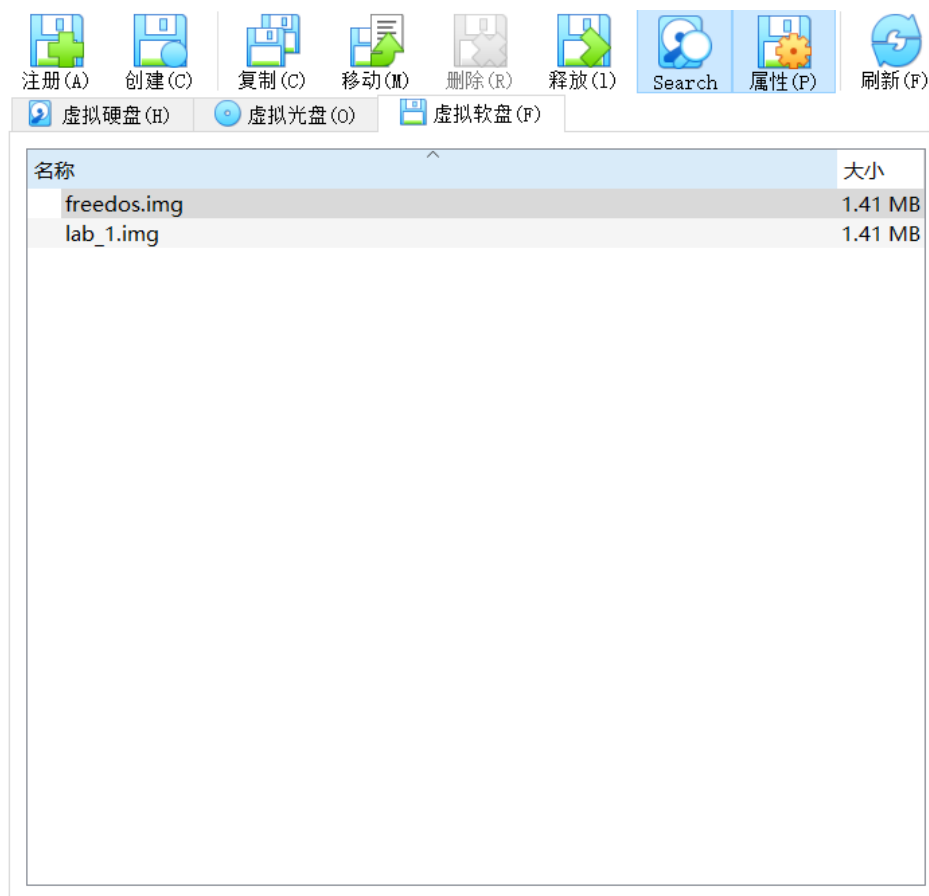 注册(A) 创建(C) 复制(C) 移动(M) 删除(R) 释放(l) Search 属性(P) 刷新(F)
虚拟硬盘(H) 虚拟光盘(O) 虚拟软盘(F)
名称 大小
freedos.img 1.41 MB
lab_1.img 1.41 MB